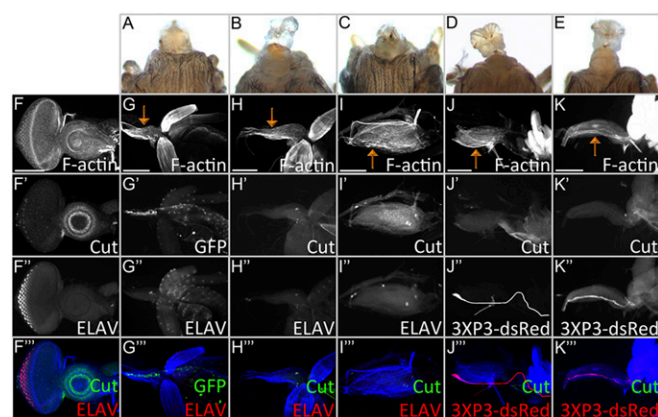 A B C D E
F G H I J K
F-actin F-actin F-actin F-actin F-actin F-actin
F' G' H' I' J' K'
Cut GFP Cut Cut Cut Cut
F'' G'' H'' I'' J'' K''
ELAV ELAV ELAV ELAV 3XP3-dsRed 3XP3-dsRed
F''' G''' H''' I''' J''' K'''
Cut GFP Cut Cut Cut Cut
ELAV ELAV ELAV ELAV 3XP3-dsRed 3XP3-dsRed